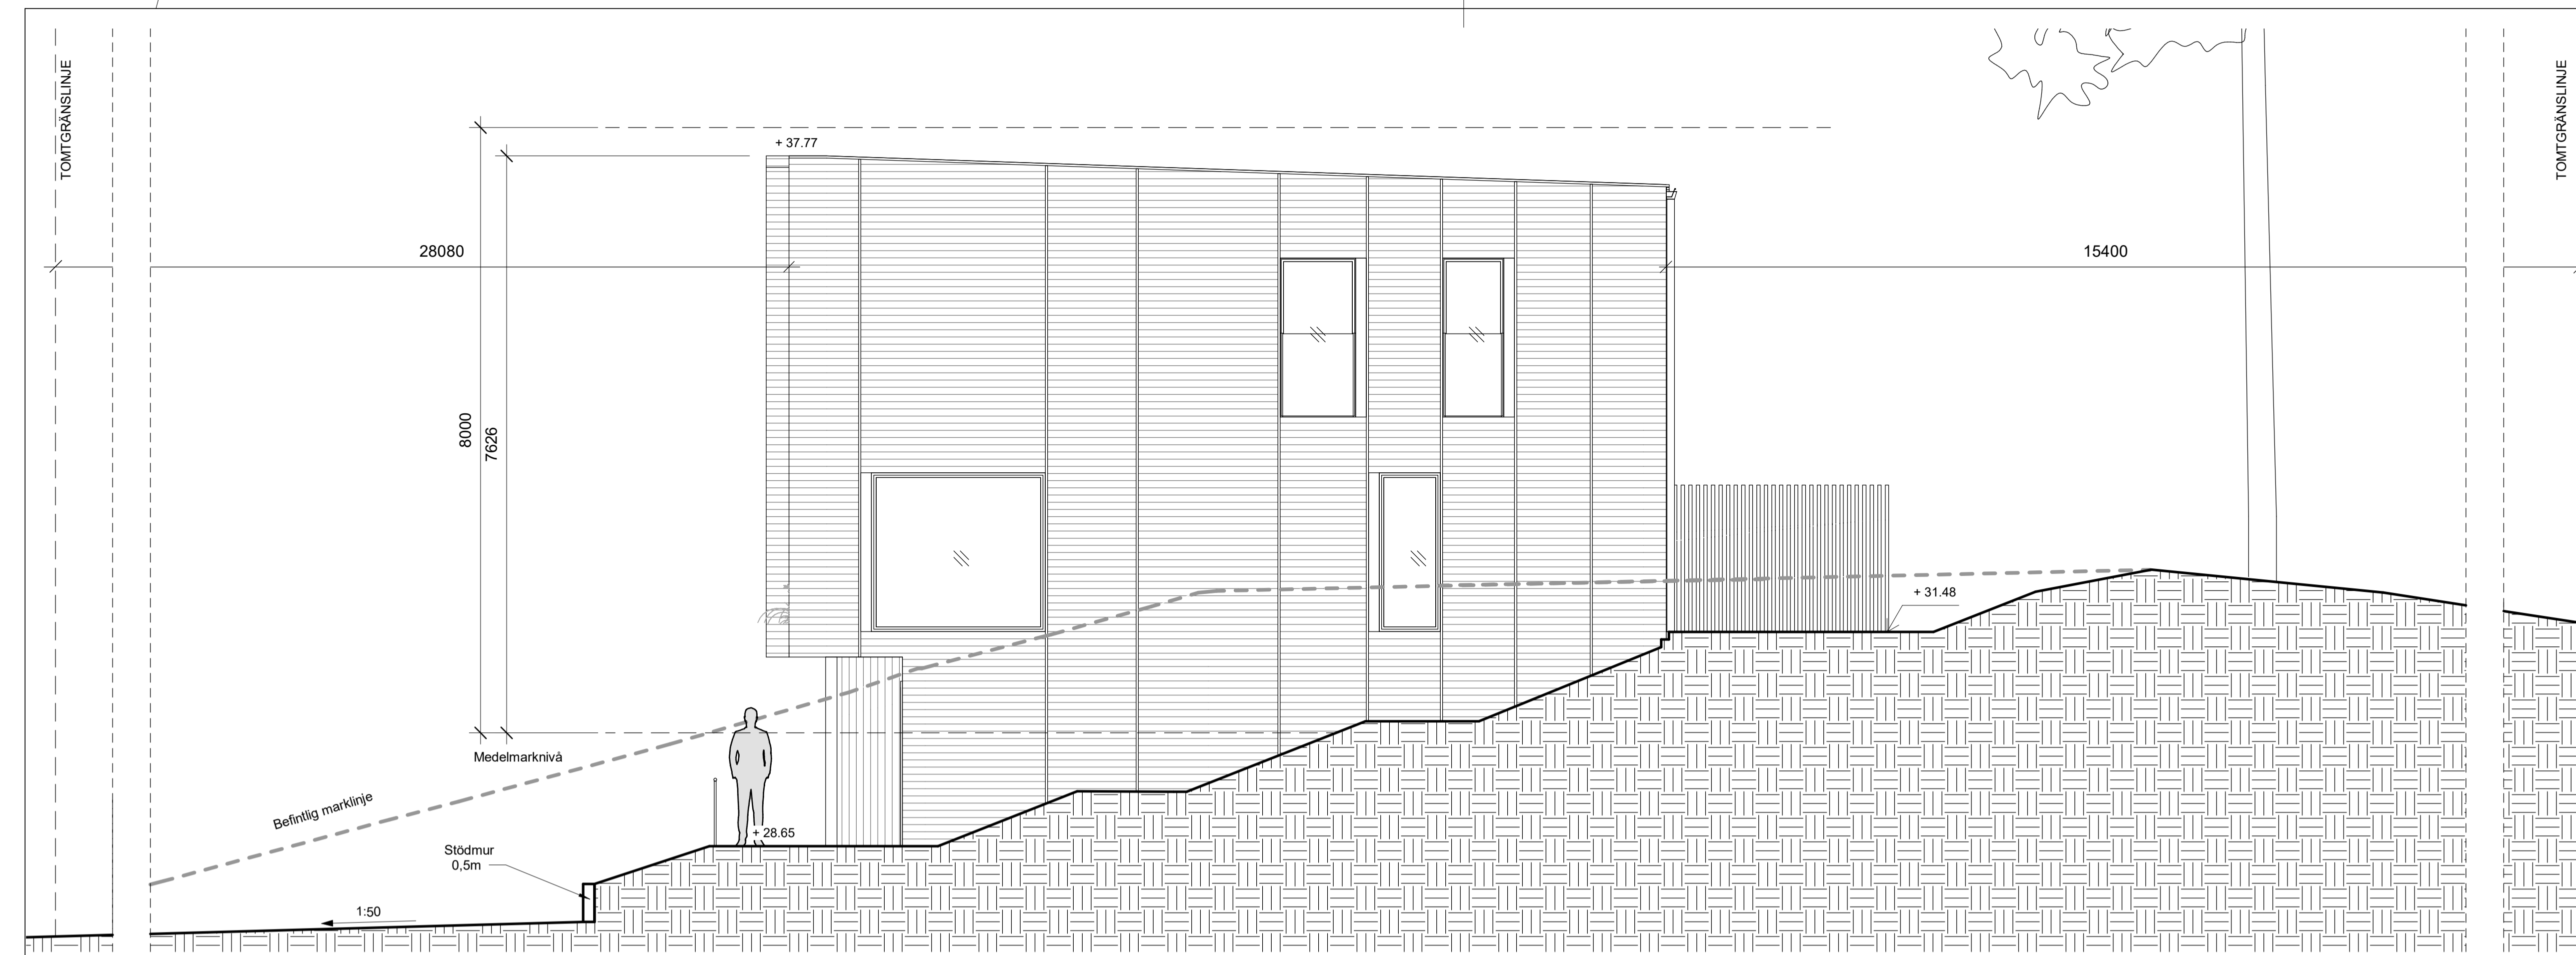 TOMTGRÄNSLINJE
TOMTGRÄNSLINJE
+ 37.77
28080
15400
8000
7626
+ 31.48
Medelmarknivå
Befintlig marklinje
+ 28.65
Stödmur
0,5m
1:50